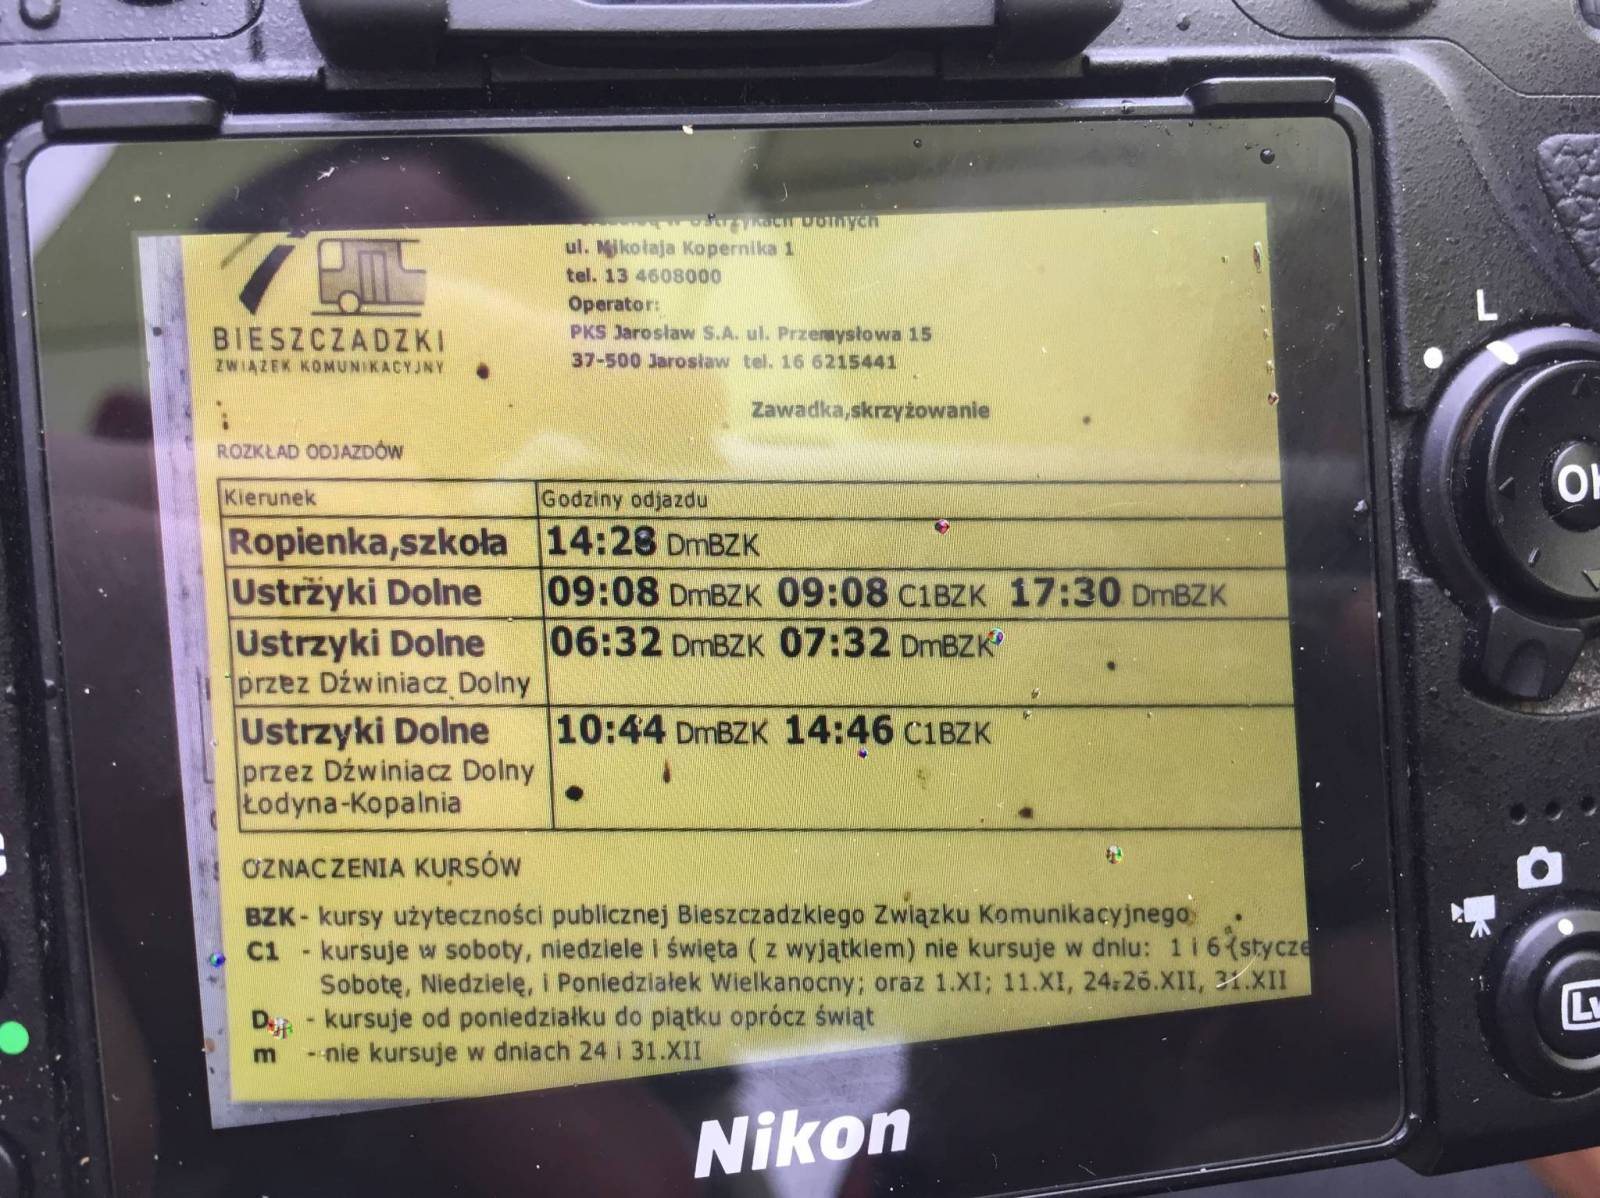 Ustrzykach Dolnych
ul. Mikołaja Kopernika 1
tel. 13 4608000
Operator:
PKS Jarosław S.A. ul. Przemysłowa 15
37-500 Jarosław tel. 16 6215441
BIESZCZADZKI
ZWIĄZEK KOMUNIKACYJNY
Zawadka,skrzyżowanie
ROZKŁAD ODJAZDÓW
Kierunek Godziny odjazdu
Ropienka,szkoła 14:28 DmBZK
Ustrzyki Dolne 09:08 DmBZK 09:08 C1BZK 17:30 DmBZK
Ustrzyki Dolne 06:32 DmBZK 07:32 DmBZK
przez Dźwiniacz Dolny
Ustrzyki Dolne 10:44 DmBZK 14:46 C1BZK
przez Dźwiniacz Dolny
Łodyna-Kopalnia
OZNACZENIA KURSÓW
BZK - kursy użyteczności publicznej Bieszczadzkiego Związku Komunikacyjnego
C1 - kursuje w soboty, niedziele i święta ( z wyjątkiem) nie kursuje w dniu: 1 i 6 (stycze
Sobotę, Niedzielę, i Poniedziałek Wielkanocny; oraz 1.XI; 11.XI, 24-26.XII, 31.XII
D - kursuje od poniedziałku do piątku oprócz świąt
m - nie kursuje w dniach 24 i 31.XII
Nikon
L
OK
Lv